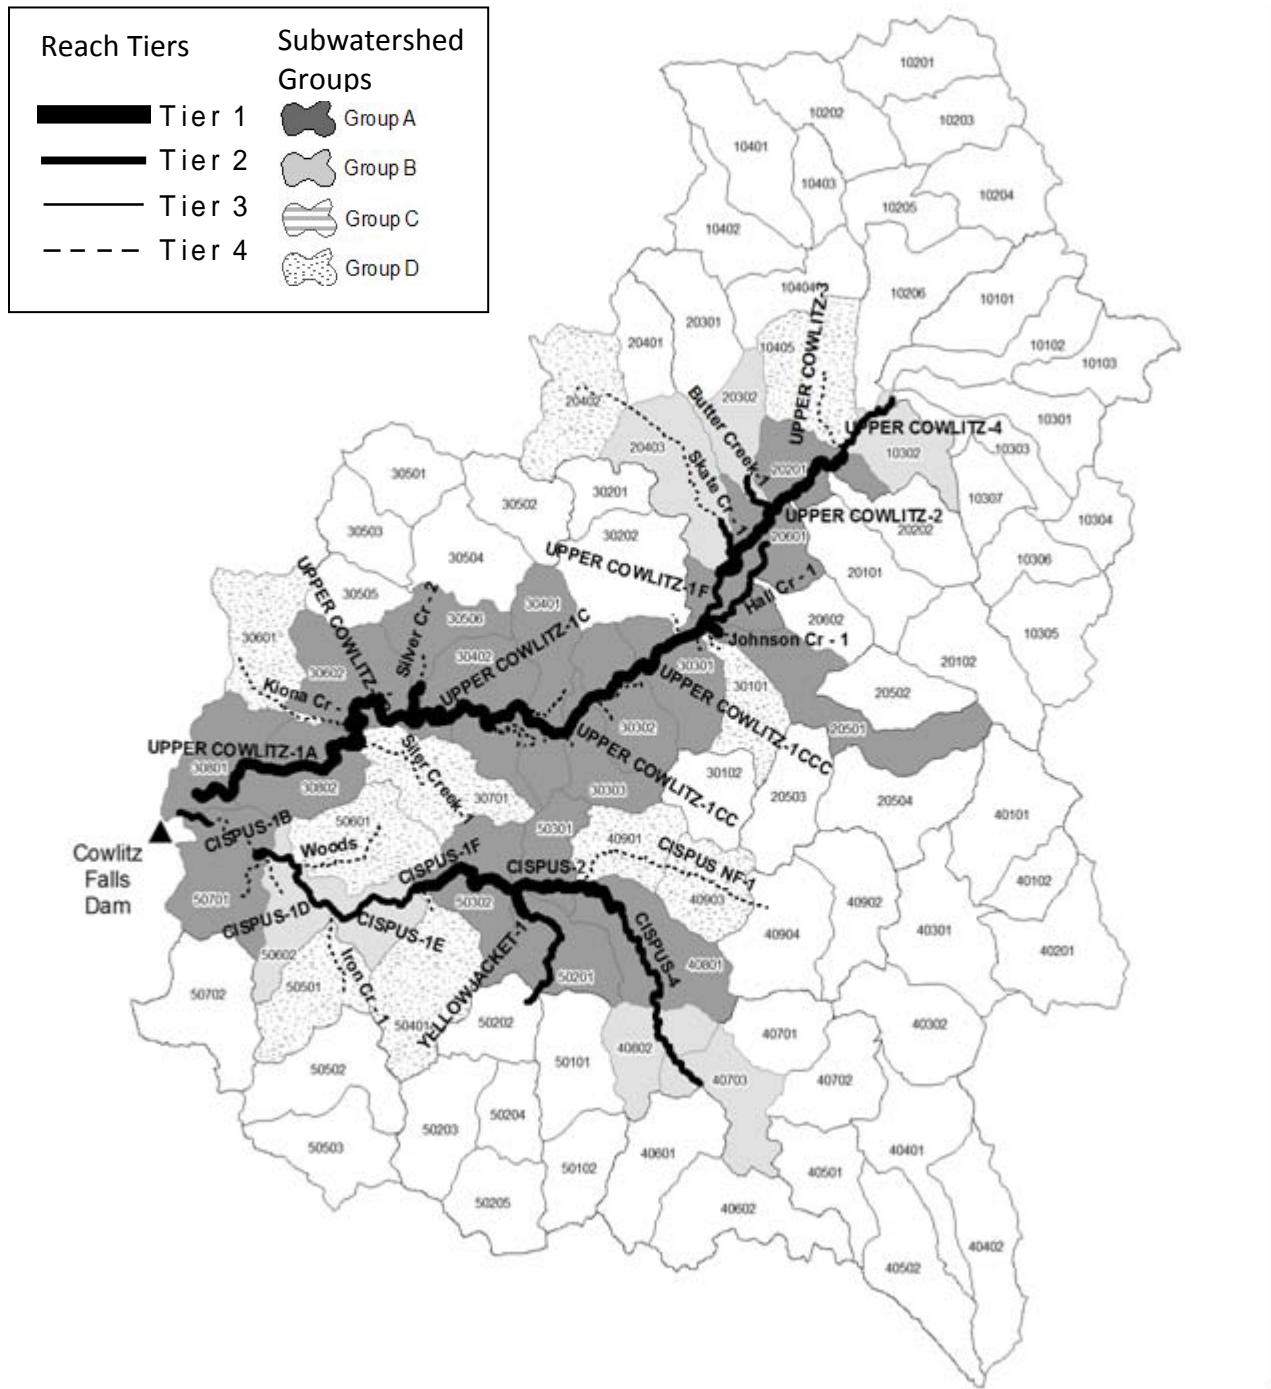 Reach Tiers
Tier 1
Tier 2
Tier 3
Tier 4
Subwatershed
Groups
Group A
Group B
Group C
Group D
10201
10202
10203
10401
10403
10204
10205
10402
10404
10206
10101
10102
10103
20301
20401
10405
UPPER COWLITZ-3
20402
20302
Butter Creek-1
10301
UPPER COWLITZ-4
10303
10302
20403
Skate Cr - 1
20201
10307
10304
30501
30502
30201
UPPER COWLITZ-2
20202
30503
30202
20601
10306
30504
UPPER COWLITZ-1F
20101
30505
Hall Cr - 1
UPPER COWLITZ
Silver Cr - 2
30506
30401
UPPER COWLITZ-1C
20602
10305
30601
30402
Johnson Cr - 1
20102
30602
30301
30101
20502
Kiona Cr -
UPPER COWLITZ-1CCC
30302
20501
UPPER COWLITZ-1A
30801
Siler Creek-1
UPPER COWLITZ-1CC
30102
30802
30701
30303
20503
20504
40101
CISPUS-1B
50601
Woods
50301
40901
CISPUS NF-1
Cowlitz
Falls
Dam
CISPUS-1F
CISPUS-2
40102
50701
40903
40902
50302
CISPUS-1D
CISPUS-1E
YELLOWJACKET-1
CISPUS-4
40904
40301
40201
50602
40801
50702
50501
Iron Cr - 1
50201
50401
50202
40701
40302
40802
50502
50101
40703
40702
50204
50203
50503
40601
40401
50102
40501
50205
40602
40402
40502